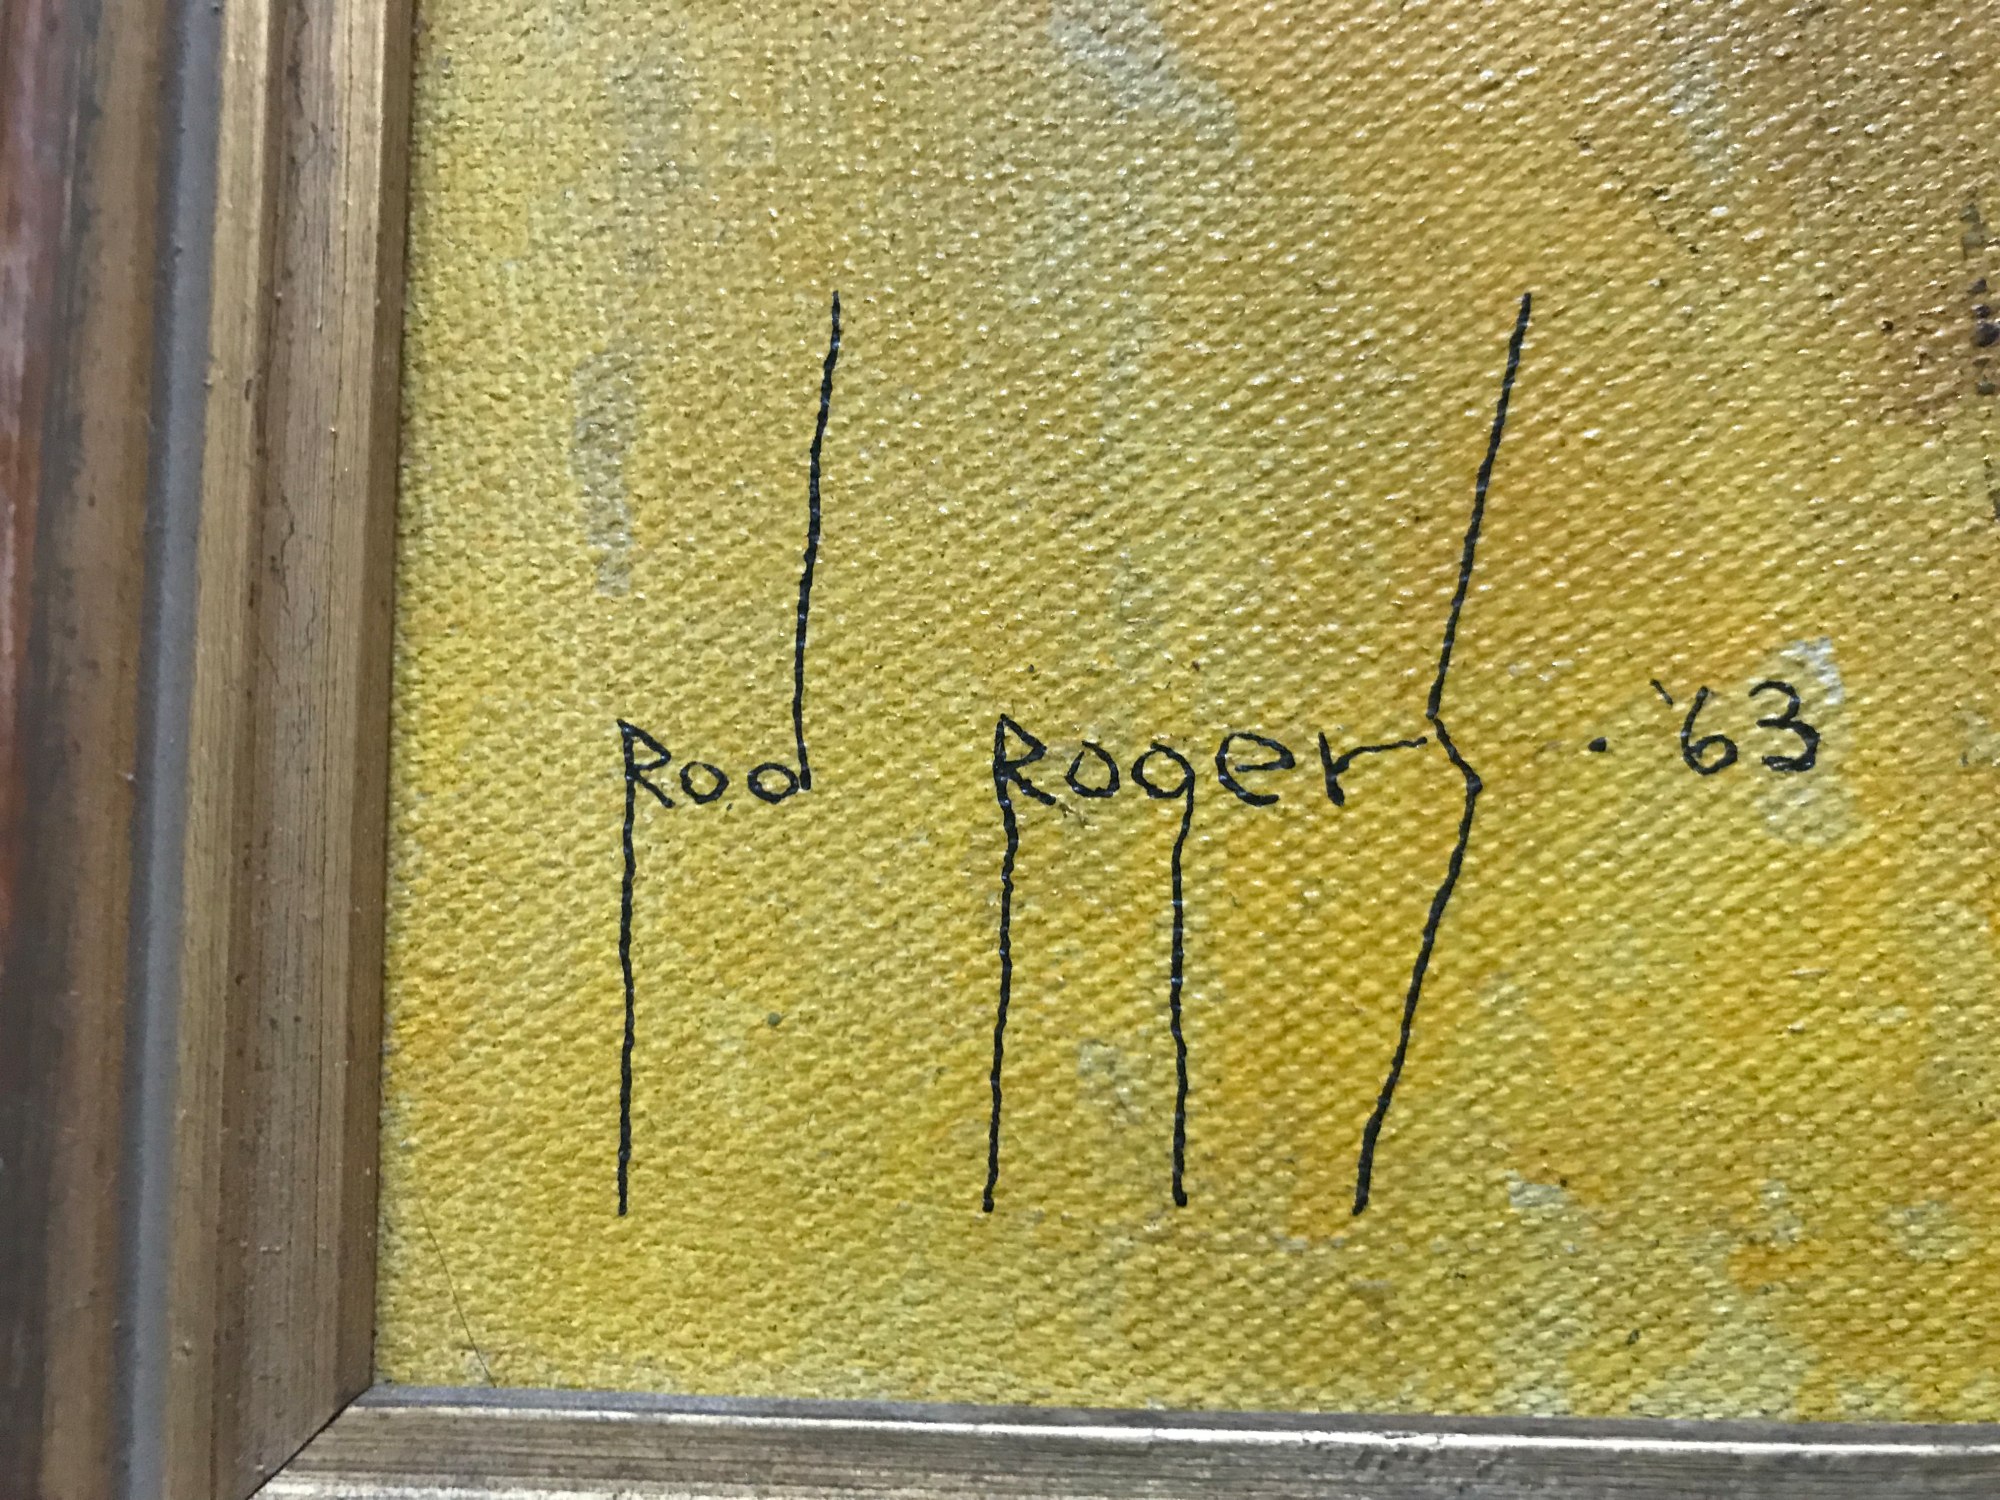 Rod Rogers . '63